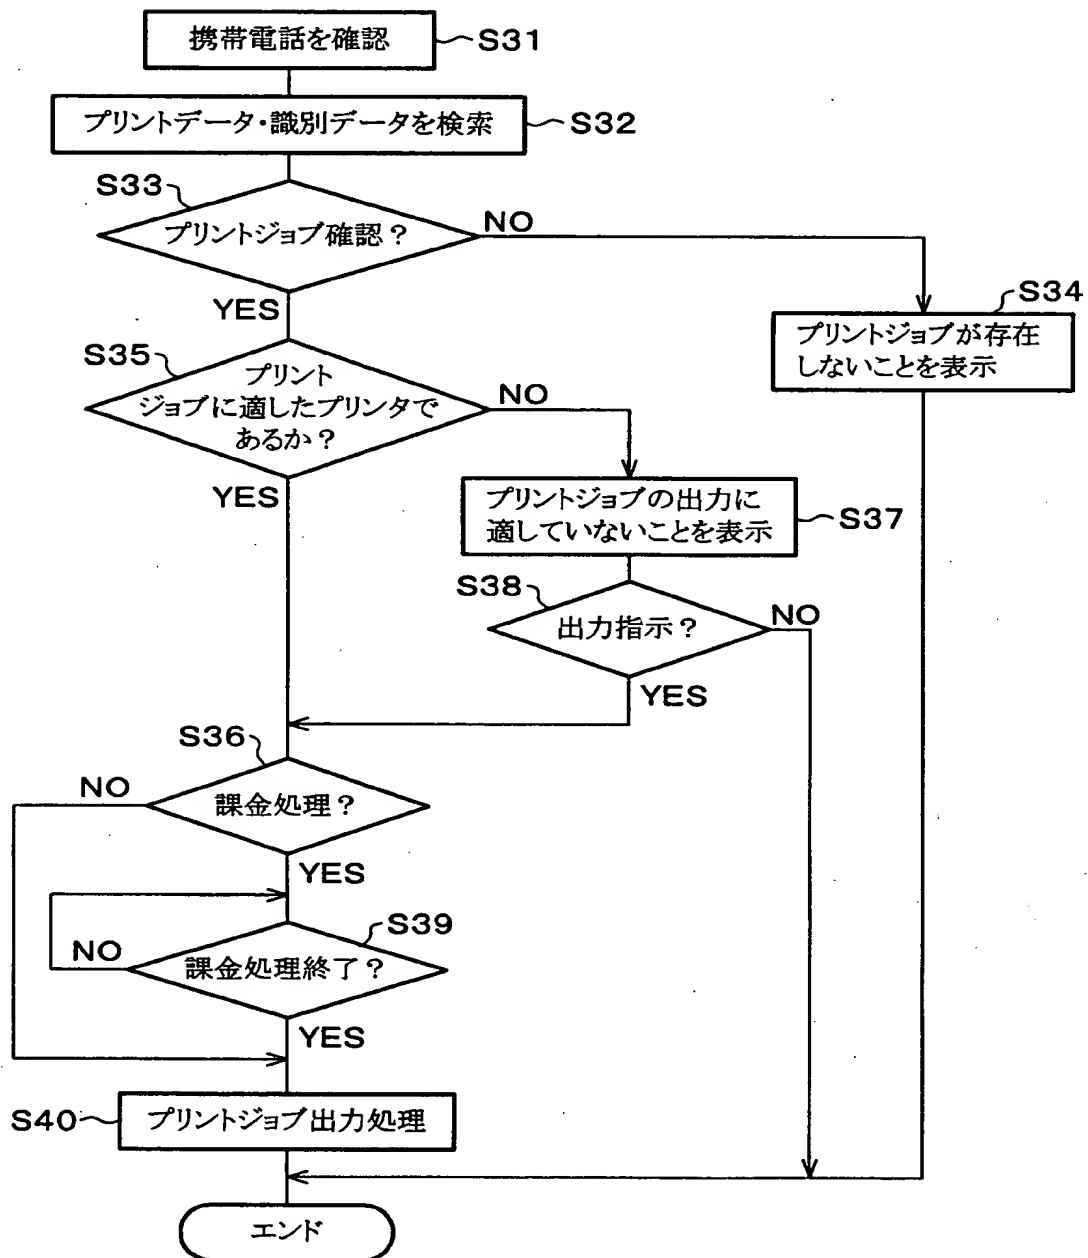 携帯電話を確認
S31
プリントデータ・識別データを検索
S32
S33
プリントジョブ確認？
NO
YES
S34
プリントジョブが存在
しないことを表示
S35
プリント
ジョブに適したプリンタで
あるか？
NO
YES
プリントジョブの出力に
適していないことを表示
S37
S38
出力指示？
NO
YES
S36
NO
課金処理？
YES
S39
NO
課金処理終了？
YES
S40
プリントジョブ出力処理
エンド